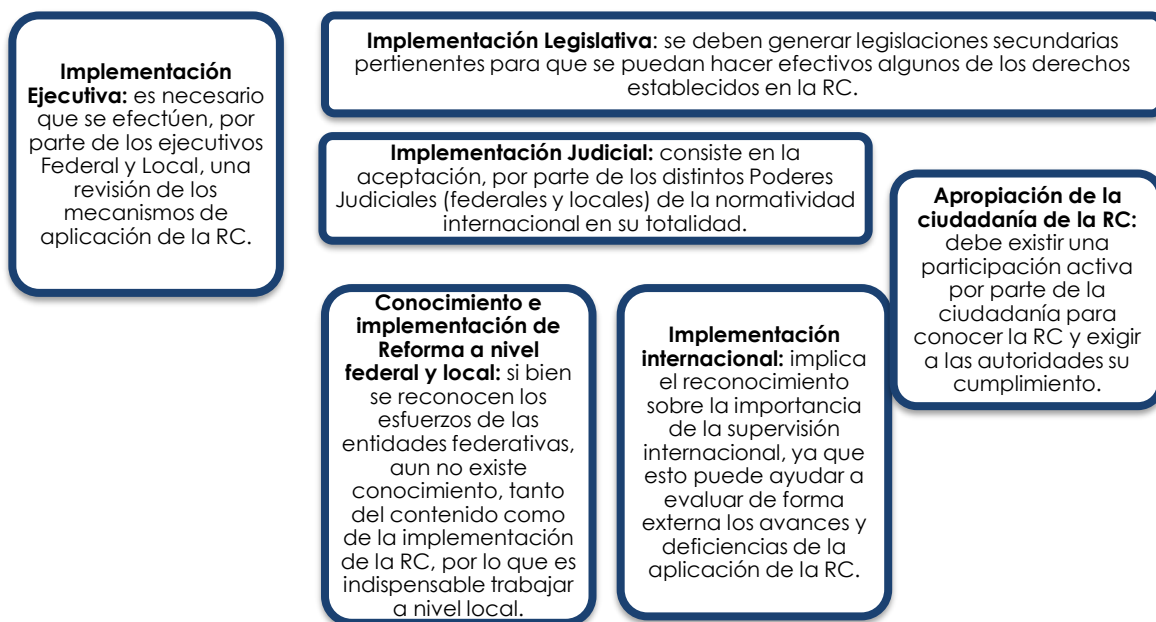 Implementación
Ejecutiva: es necesario
que se efectúen, por
parte de los ejecutivos
Federal y Local, una
revisión de los
mecanismos de
aplicación de la RC.
Implementación Legislativa: se deben generar legislaciones secundarias
pertienentes para que se puedan hacer efectivos algunos de los derechos
establecidos en la RC.
Implementación Judicial: consiste en la
aceptación, por parte de los distintos Poderes
Judiciales (federales y locales) de la normatividad
internacional en su totalidad.
Apropiación de la
ciudadanía de la RC:
debe existir una
participación activa
por parte de la
ciudadanía para
conocer la RC y exigir
a las autoridades su
cumplimiento.
Conocimiento e
implementación de
Reforma a nivel
federal y local: si bien
se reconocen los
esfuerzos de las
entidades federativas,
aun no existe
conocimiento, tanto
del contenido como
de la implementación
de la RC, por lo que es
indispensable trabajar
a nivel local.
Implementación
internacional: implica
el reconocimiento
sobre la importancia
de la supervisión
internacional, ya que
esto puede ayudar a
evaluar de forma
externa los avances y
deficiencias de la
aplicación de la RC.